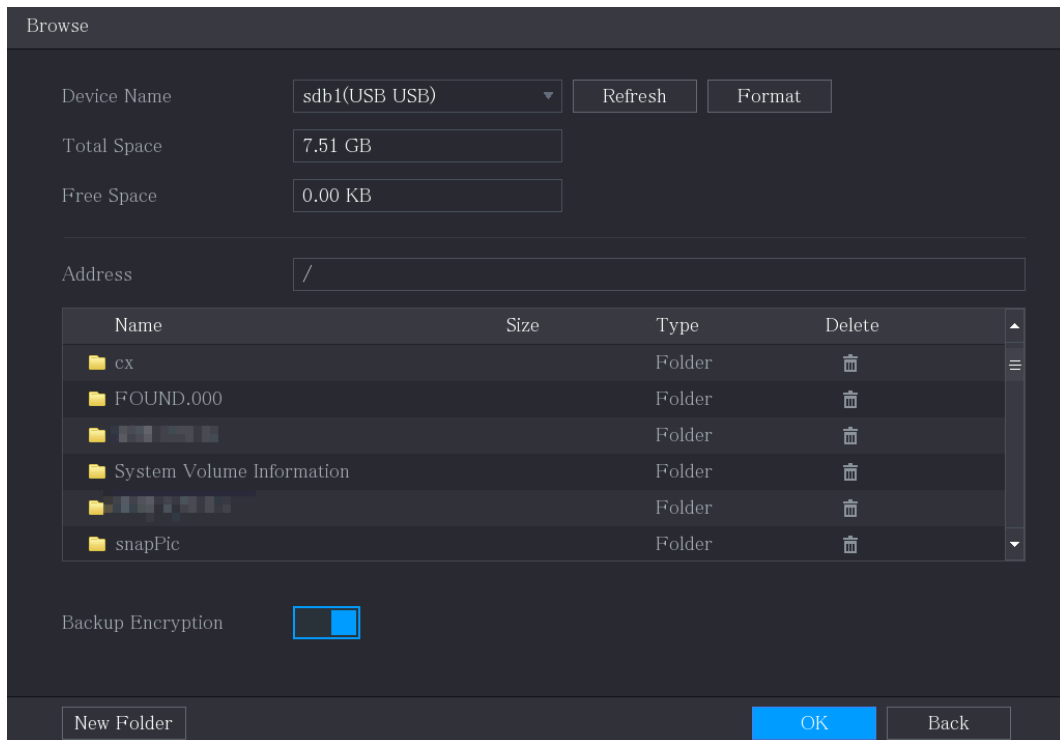 Browse
Device Name sdb1(USB USB) Refresh Format
Total Space 7.51 GB
Free Space 0.00 KB
Address /
Name Size Type Delete
cx Folder
FOUND.000 Folder
Folder
System Volume Information Folder
Folder
snapPic Folder
Backup Encryption
New Folder OK Back